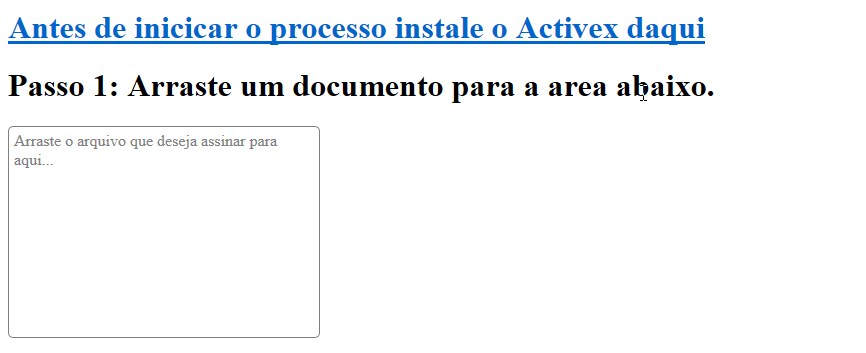 Antes de inicicar o processo instale o Activex daqui
Passo 1: Arraste um documento para a area abaixo.
Arraste o arquivo que deseja assinar para
aqui...